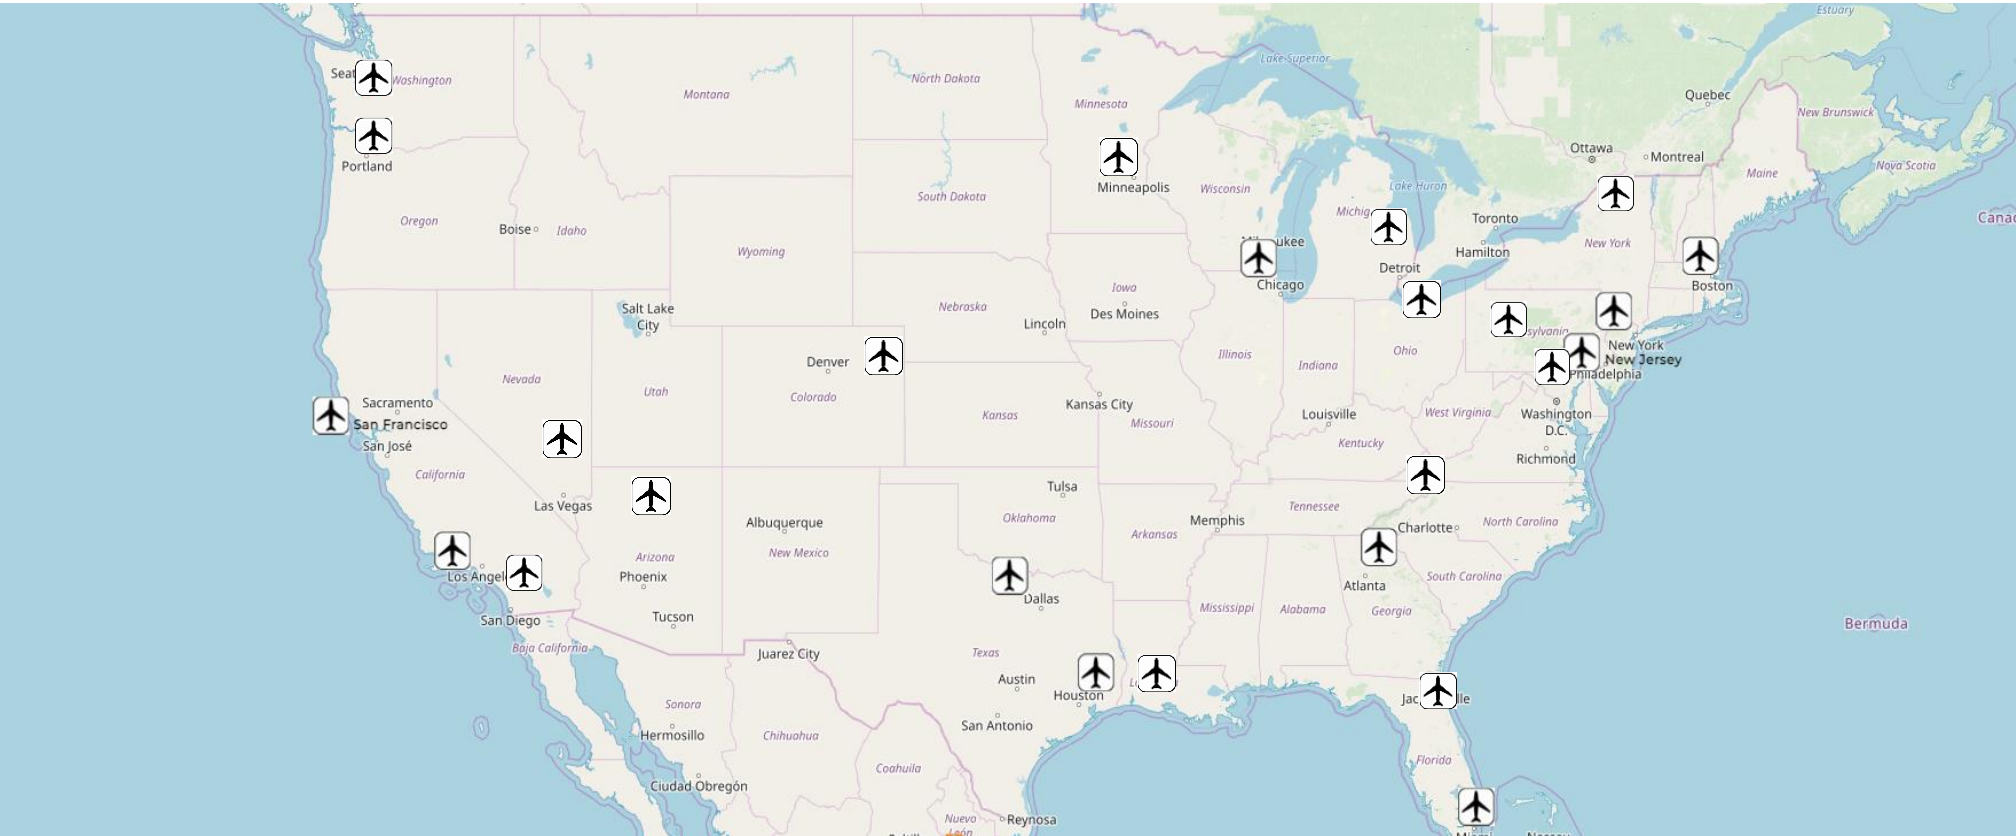 Estuary
Lake Superior
Seat
Washington
Montana
North Dakota
Minnesota
Quebec
New Brunswick
Portland
Minneapolis
Wisconsin
South Dakota
Ottawa
Montreal
Maine
Nova Scotia
Lake Huron
Oregon
Boise
Idaho
Wyoming
Michig
Toronto
Hamilton
New York
Canad
ukee
Detroit
Chicago
Boston
Iowa
Des Moines
Nebraska
Lincoln
Salt Lake
City
Denver
Colorado
Nevada
Utah
Illinois
Indiana
Ohio
sylvania
New York
New Jersey
Philadelphia
Sacramento
San Francisco
San José
California
Kansas
Kansas City
Missouri
Louisville
Kentucky
West Virginia
Washington
D.C.
Richmond
Las Vegas
Tulsa
Oklahoma
Albuquerque
New Mexico
Arkansas
Memphis
Tennessee
Charlotte
North Carolina
Arizona
Phoenix
Tucson
Los Angel
San Diego
Baja California
Dallas
Atlanta
South Carolina
Mississippi
Alabama
Georgia
Bermuda
Juarez City
Texas
Austin
Houston
San Antonio
Jac
lle
Sonora
Hermosillo
Chihuahua
Ciudad Obregón
Coahuila
Nuevo
León
Reynosa
Florida